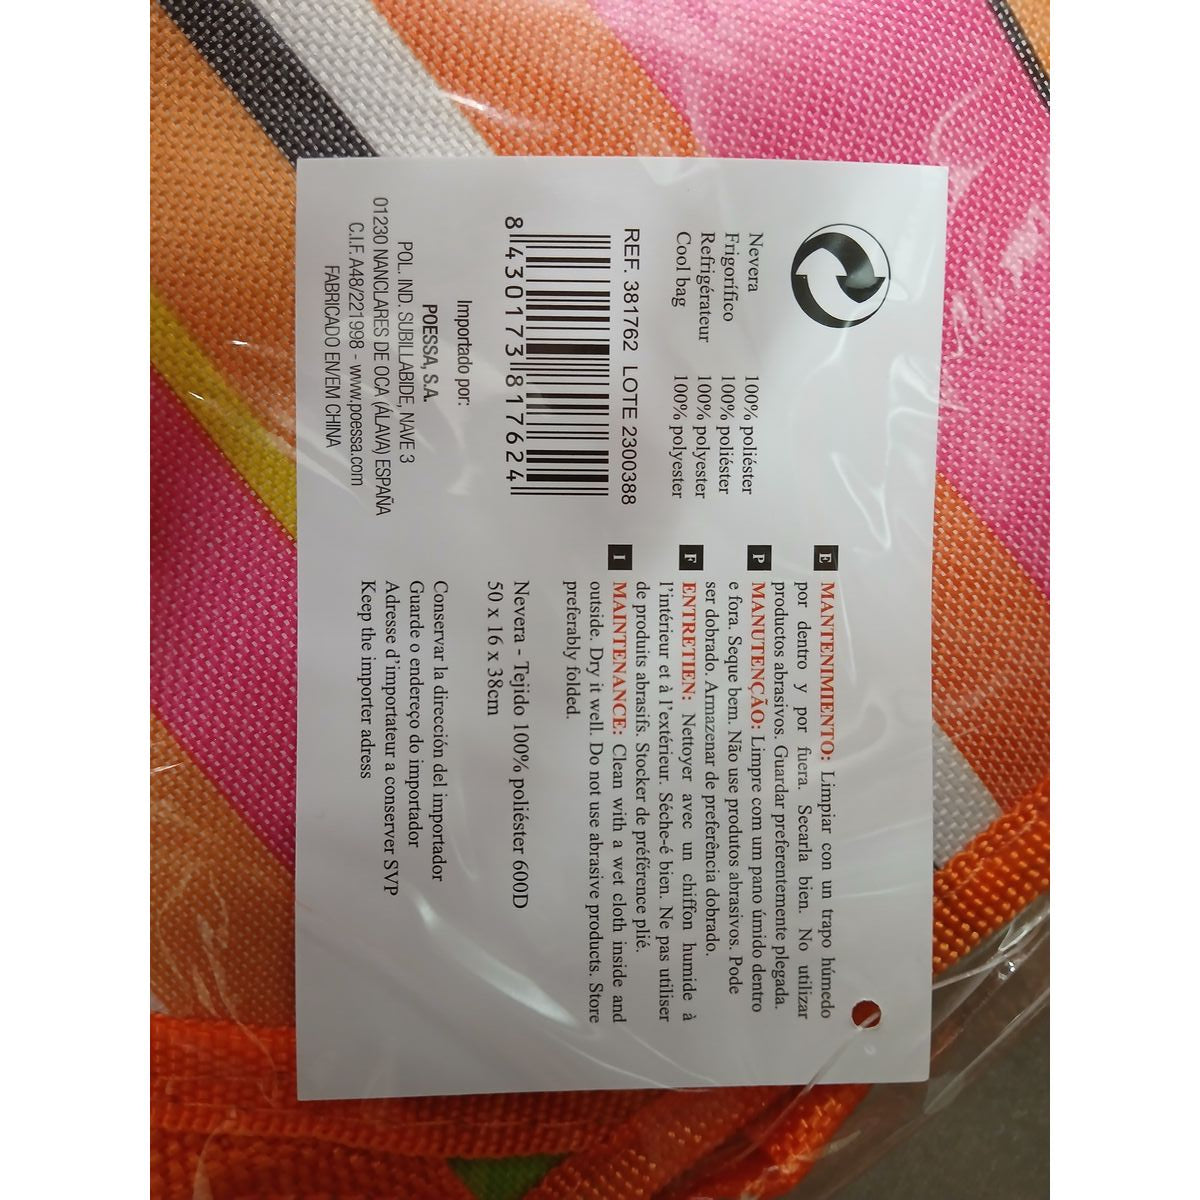 Nevera 100% poliéster
Frigorífico 100% poliéster
Refrigérateur 100% polyester
Cool bag 100% polyester
REF. 381762 LOTE 2300388
8 430173 817624
Importado por:
POESSA, S.A.
POL. IND. SUBILLABIDE, NAVE 3
01230 NANCLARES DE OCA (ÁLAVA) ESPAÑA
C.I.F. A48/221998 - www.poessa.com
FABRICADO EN/EM CHINA
E MANTENIMIENTO: Limpiar con un trapo húmedo
por dentro y por fuera. Secarla bien. No utilizar
productos abrasivos. Guardar preferentemente plegada.
P MANUTENÇÃO: Limpre com um pano úmido dentro
e fora. Seque bem. Não use produtos abrasivos. Pode
ser dobrado. Armazenar de preferência dobrado.
F ENTRETIEN: Nettoyer avec un chiffon humide à
l'intérieur et à l'extérieur. Séche-é bien. Ne pas utiliser
de produits abrasifs. Stocker de préférence plié.
I MAINTENANCE: Clean with a wet cloth inside and
outside. Dry it well. Do not use abrasive products. Store
preferably folded.
Nevera - Tejido 100% poliéster 600D
50 x 16 x 38cm
Conservar la dirección del importador
Guarde o endereço do importador
Adresse d'importateur a conserver SVP
Keep the importer adress